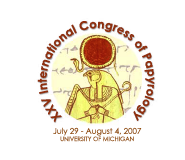 XXV International Congress of Papyrology
July 29 - August 4, 2007
UNIVERSITY OF MICHIGAN